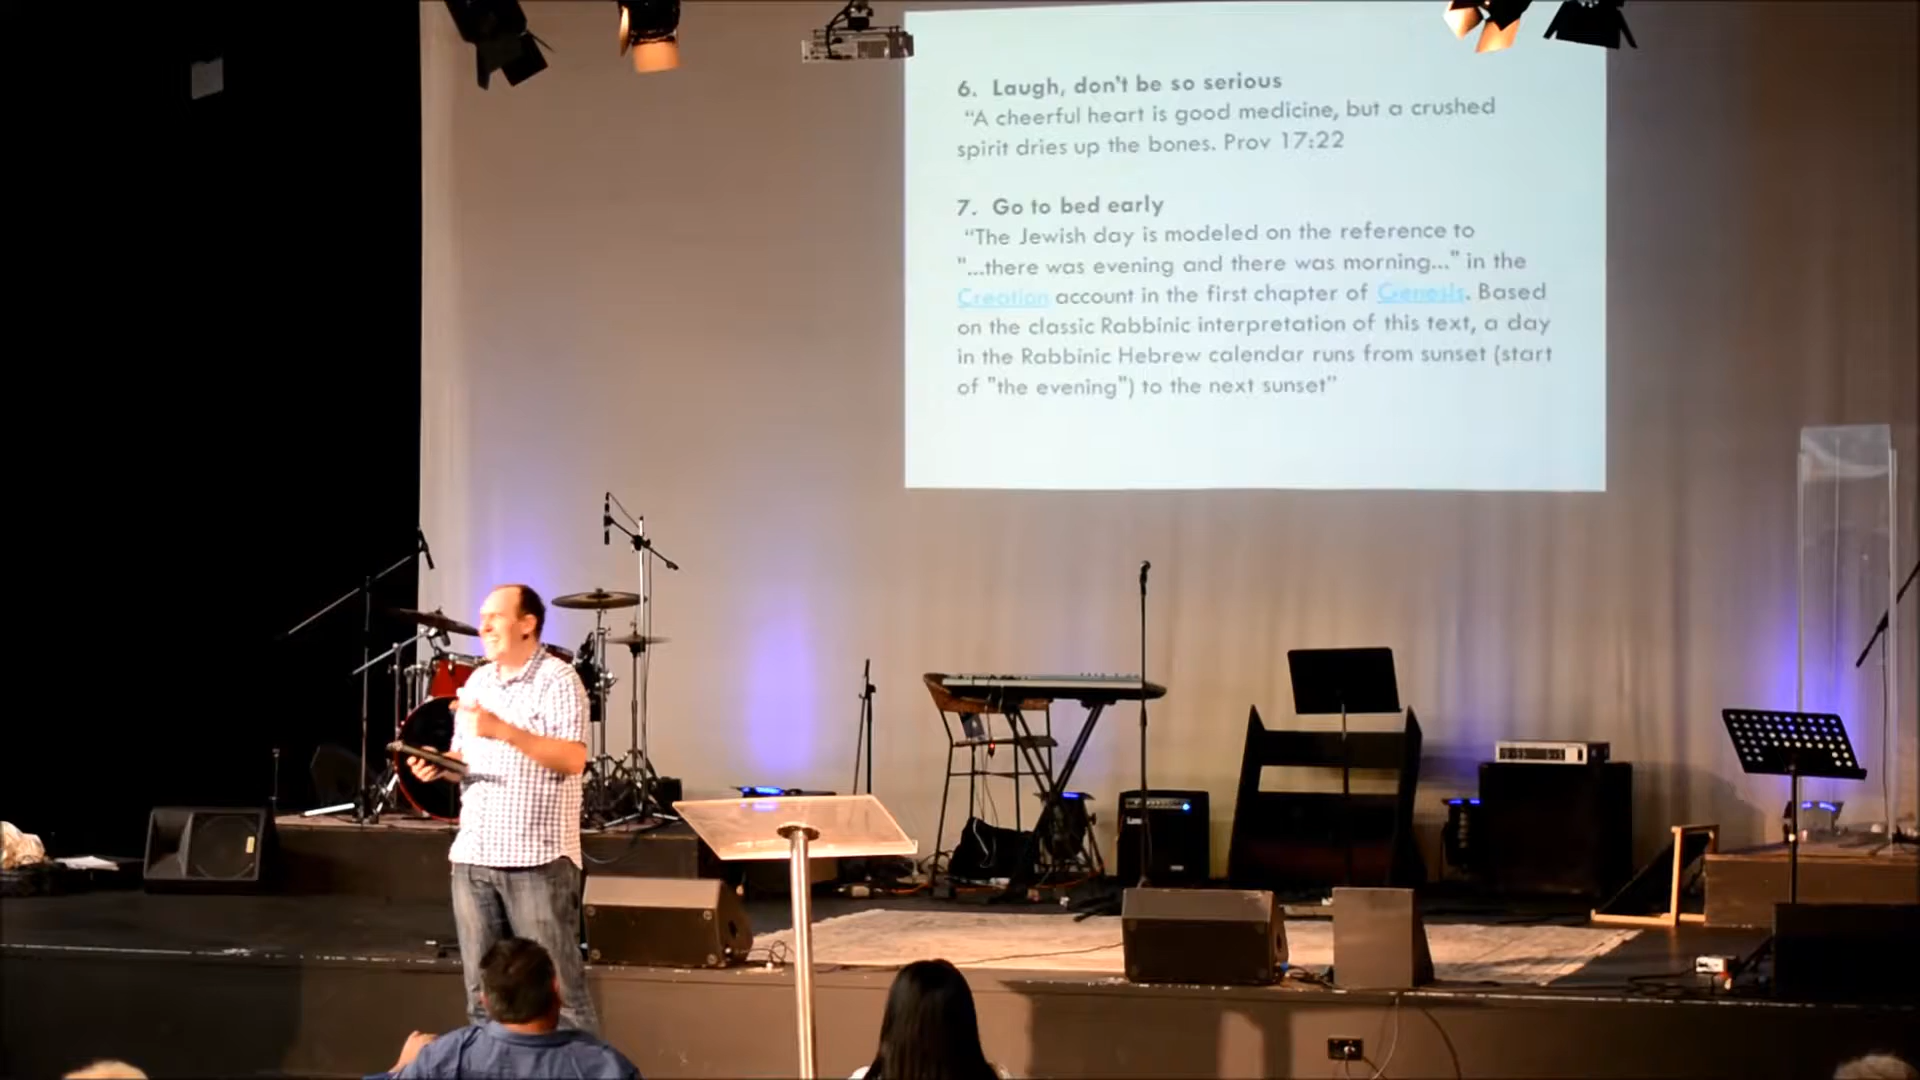 6. Laugh, don't be so serious
"A cheerful heart is good medicine, but a crushed
spirit dries up the bones. Prov 17:22
7. Go to bed early
"The Jewish day is modeled on the reference to
"...there was evening and there was morning..." in the
Creation account in the first chapter of Genesis. Based
on the classic Rabbinic interpretation of this text, a day
in the Rabbinic Hebrew calendar runs from sunset (start
of "the evening") to the next sunset"